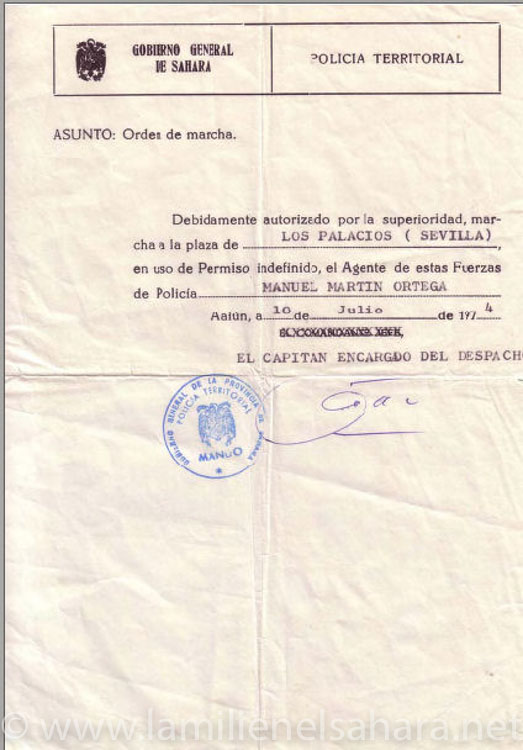 GOBIERNO GENERAL
DE SAHARA
POLICIA TERRITORIAL
ASUNTO: Orden de marcha.
Debidamente autorizado por la superioridad, mar-
cha a la plaza de LOS PALACIOS ( SEVILLA) ,
en uso de Permiso indefinido, el Agente de estas Fuerzas
de Policía MANUEL MARTIN ORTEGA
Aaiún, a 10 de Julio de 197 4
EL CAPITAN ENCARGDO DEL DESPACHO
GOBIERNO GENERAL DE LA PROVINCIA DE SAHARA
POLICIA TERRITORIAL
MANDO
© www.lamilienelsahara.net